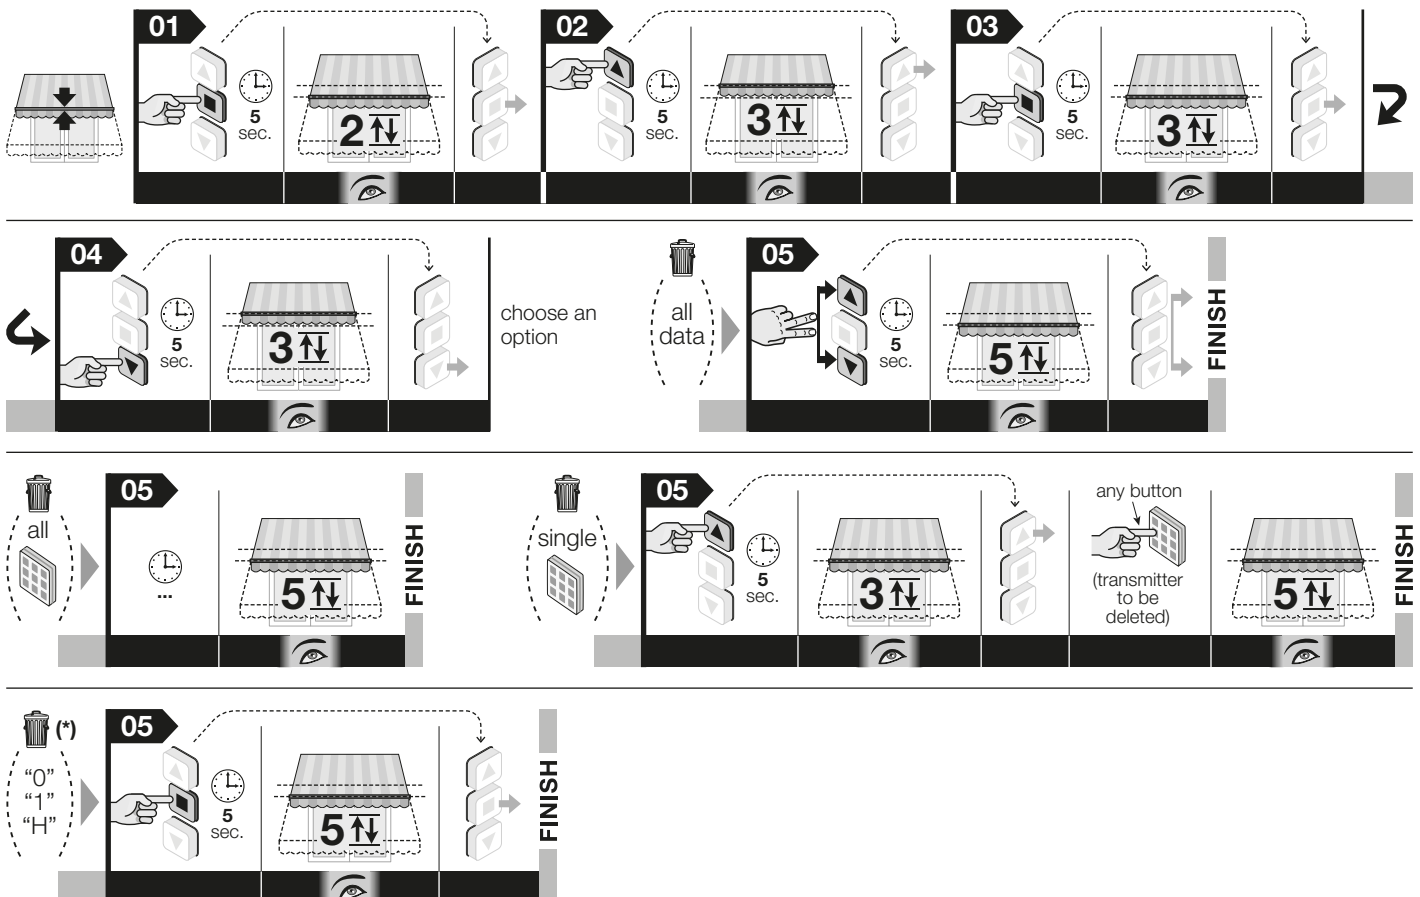 01
5
sec.
2
02
5
sec.
3
03
5
sec.
3
04
5
sec.
3
choose an
option
all
data
05
5
sec.
5
FINISH
all
05
...
5
FINISH
single
05
5
sec.
3
any button
(transmitter
to be
deleted)
5
FINISH
(*)
“0”
“1”
“H”
05
5
sec.
5
FINISH